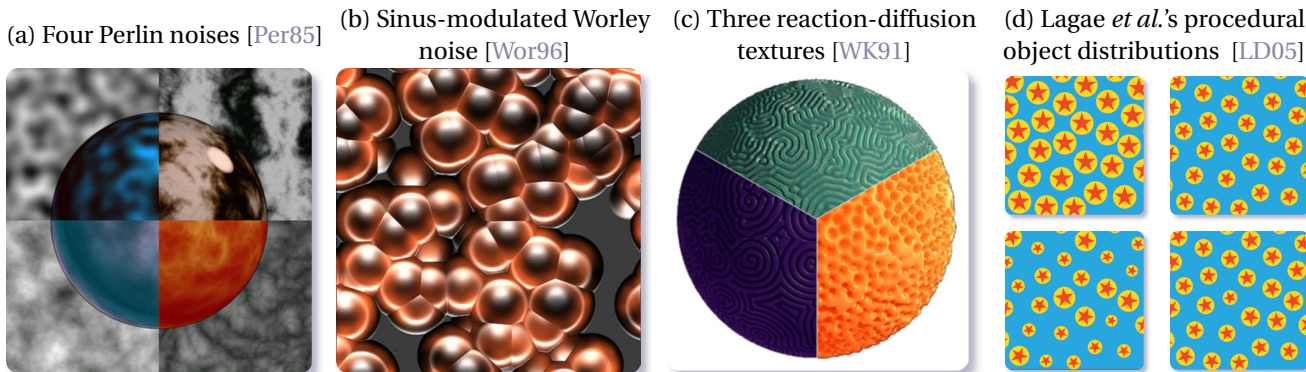 (a) Four Perlin noises [Per85]
(b) Sinus-modulated Worley
noise [Wor96]
(c) Three reaction-diffusion
textures [WK91]
(d) Lagae et al.'s procedural
object distributions [LD05]